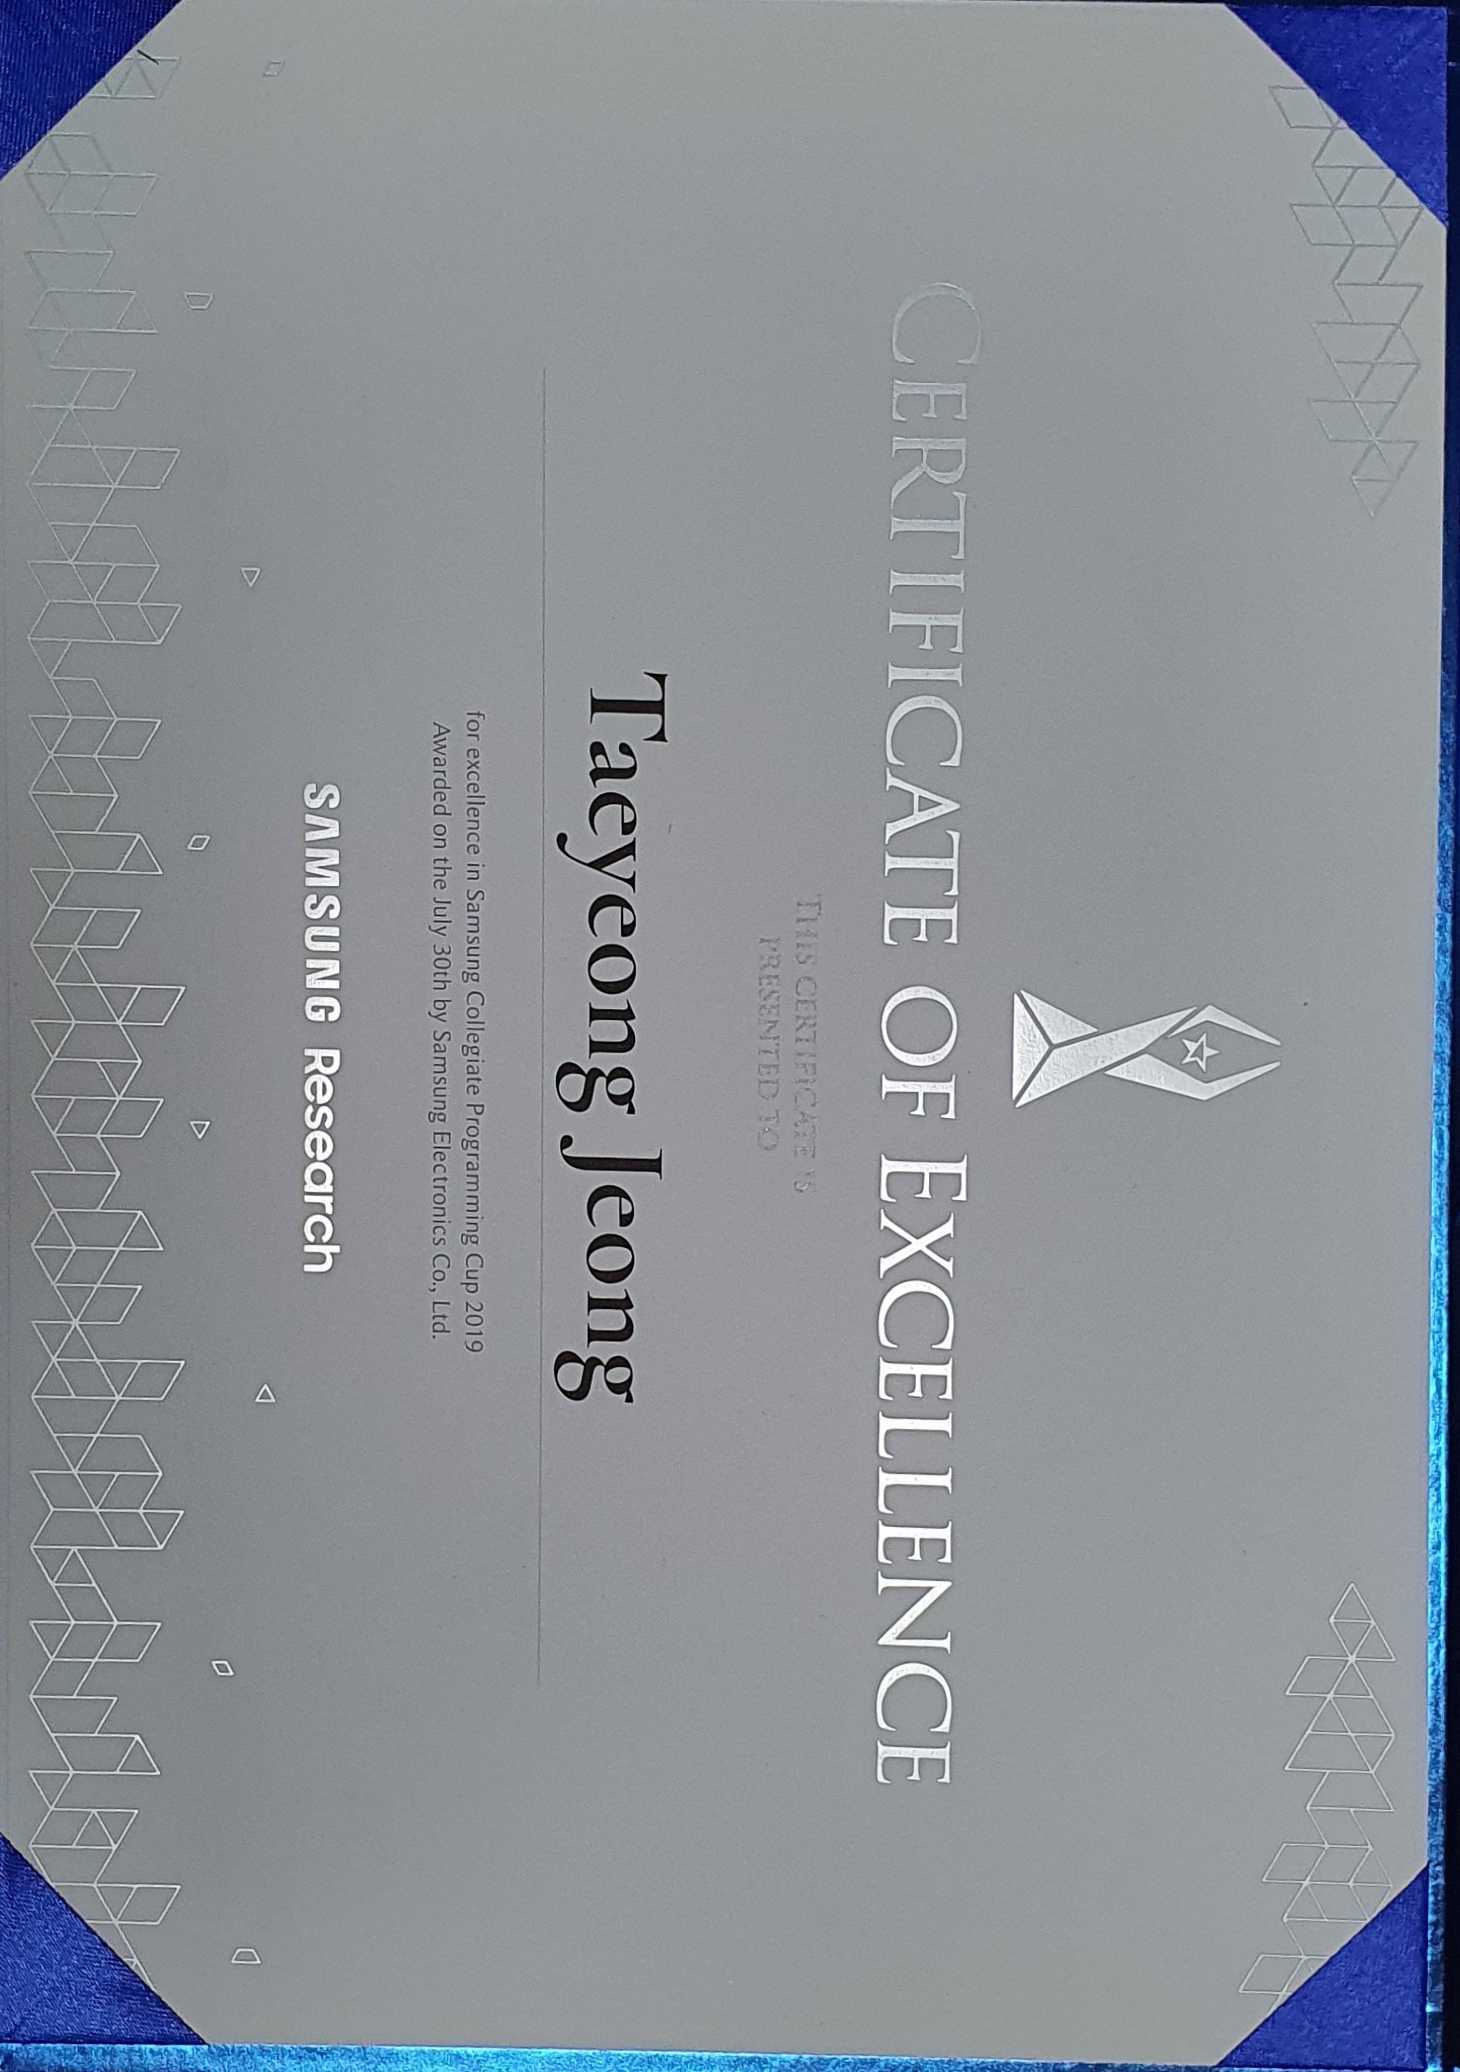 CERTIFICATE OF EXCELLENCE
THIS CERTIFICATE IS
PRESENTED TO
Taeyeong Jeong
for excellence in Samsung Collegiate Programming Cup 2019
Awarded on the July 30th by Samsung Electronics Co., Ltd.
SAMSUNG Research